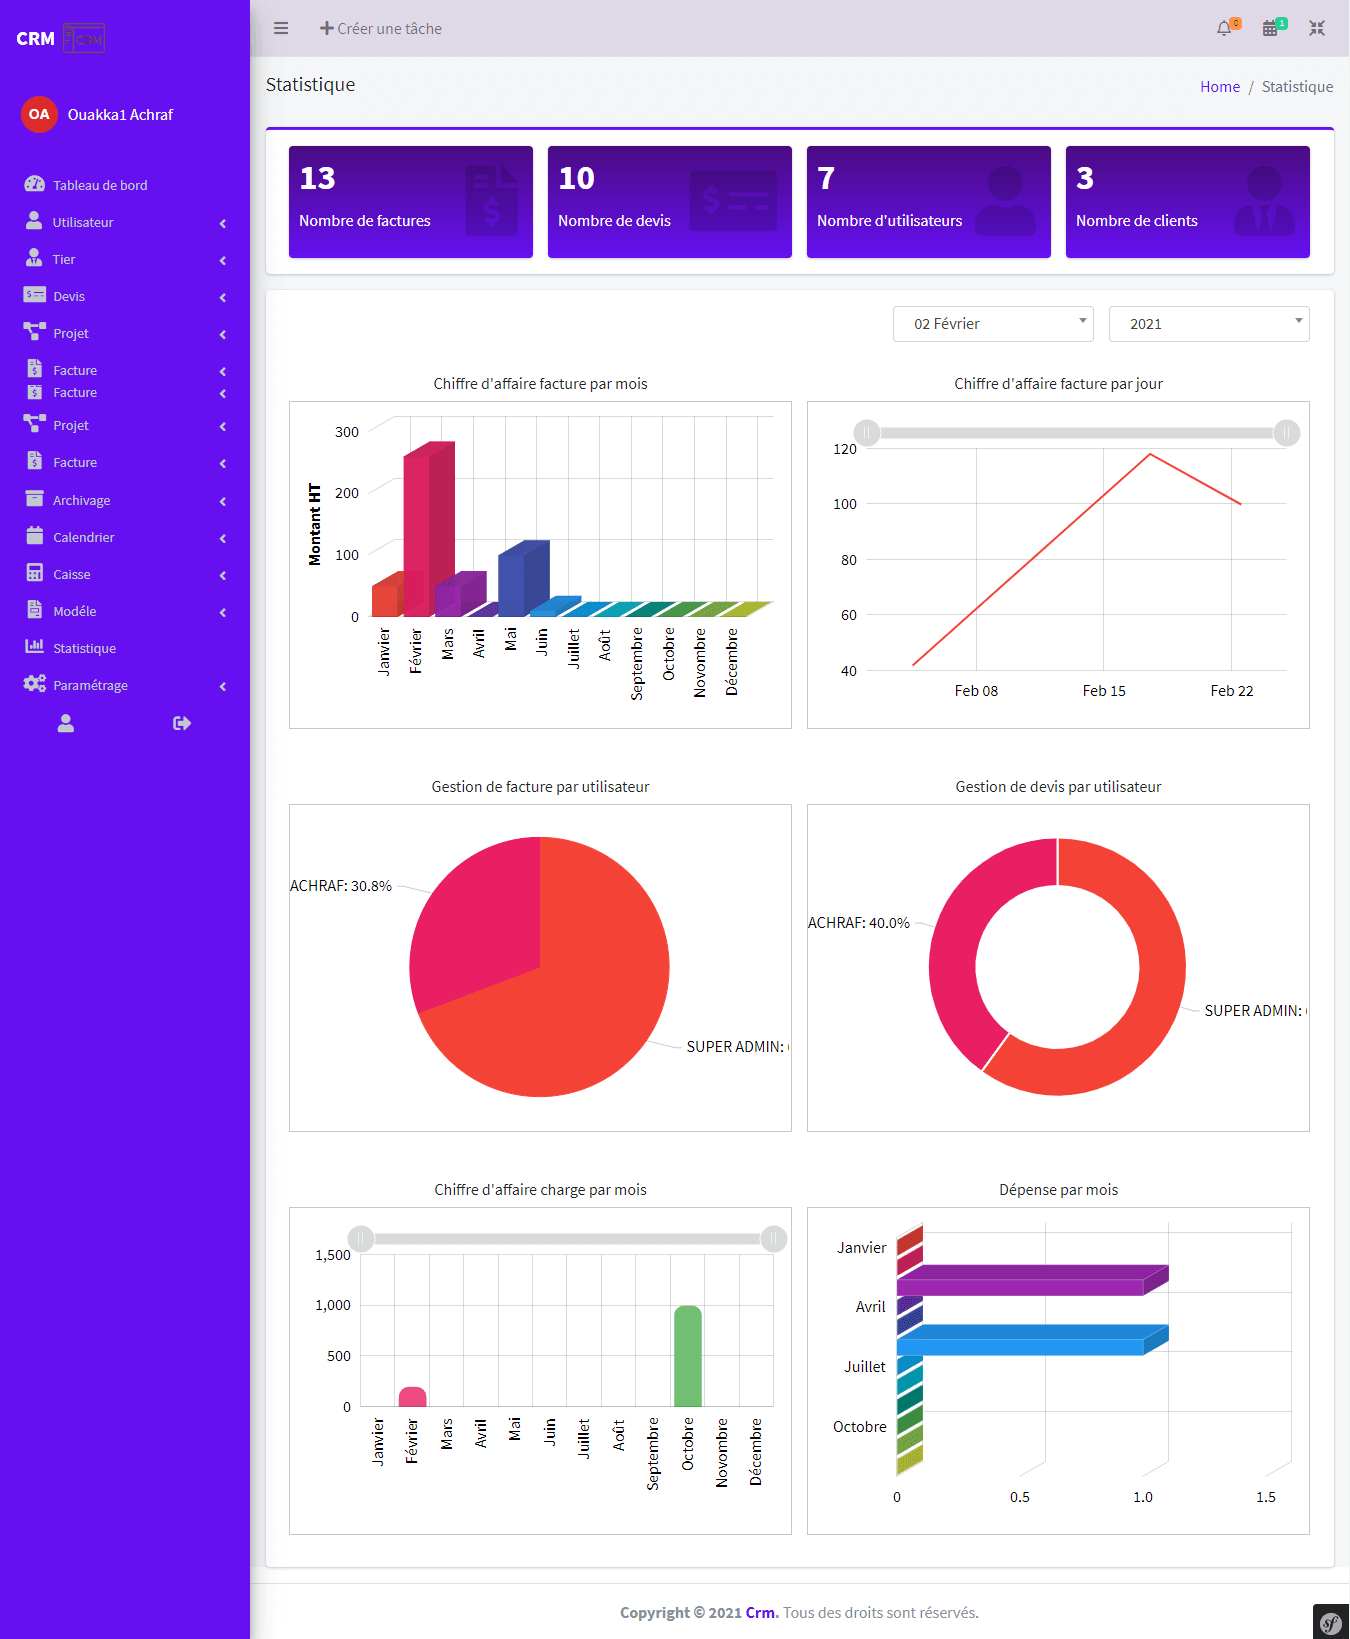 CRM CRM
Créer une tâche
0
1
Ouakka1 Achraf
OA
Tableau de bord
Utilisateur
Tier
Devis
Projet
Facture
Facture
Projet
Facture
Archivage
Calendrier
Caisse
Modéle
Statistique
Paramétrage
Statistique
Home / Statistique
13
Nombre de factures
10
Nombre de devis
7
Nombre d'utilisateurs
3
Nombre de clients
02 Février
2021
Chiffre d'affaire facture par mois
Montant HT
300
200
100
0
Janvier
Février
Mars
Avril
Mai
Juin
Juillet
Août
Septembre
Octobre
Novombre
Décembre
Chiffre d'affaire facture par jour
120
100
80
60
40
Feb 08
Feb 15
Feb 22
Gestion de facture par utilisateur
ACHRAF: 30.8%
SUPER ADMIN:
Gestion de devis par utilisateur
ACHRAF: 40.0%
SUPER ADMIN:
Chiffre d'affaire charge par mois
1,500
1,000
500
0
Janvier
Février
Mars
Avril
Mai
Juin
Juillet
Août
Septembre
Octobre
Novombre
Décembre
Dépense par mois
Janvier
Avril
Juillet
Octobre
0
0.5
1.0
1.5
Copyright © 2021 Crm. Tous des droits sont réservés.
sf